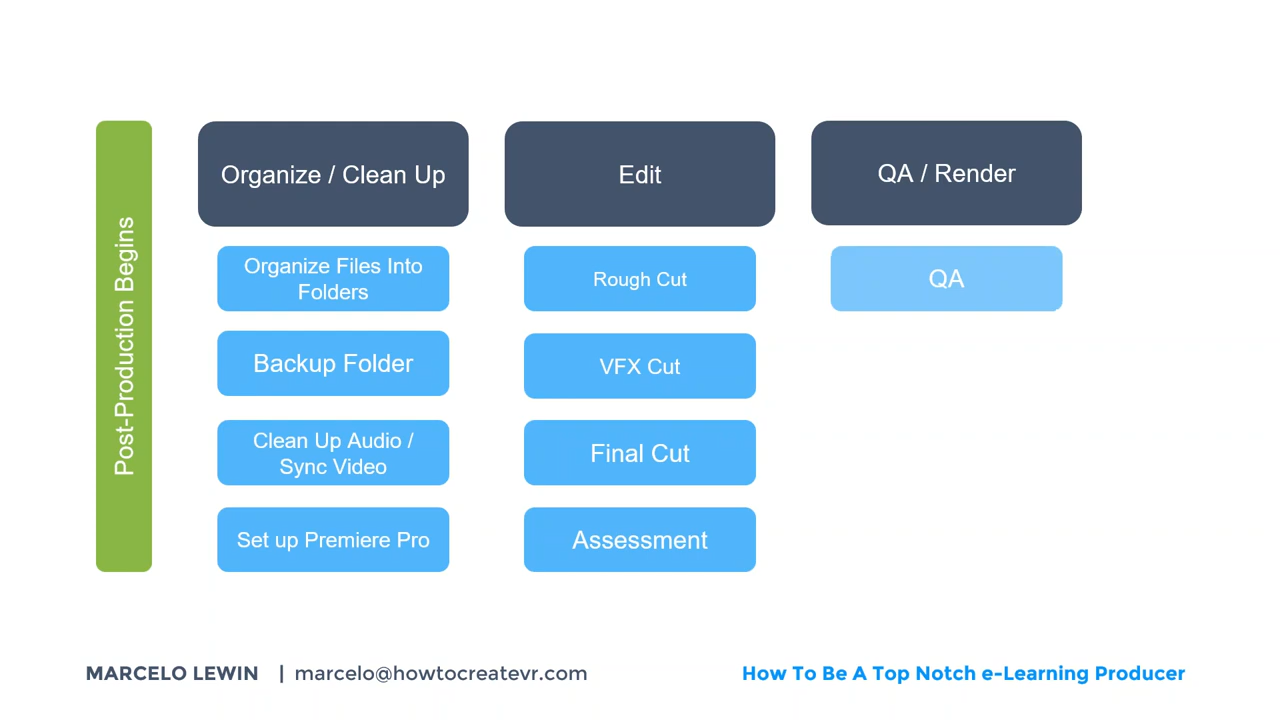 Post-Production Begins
Organize / Clean Up
Organize Files Into
Folders
Backup Folder
Clean Up Audio /
Sync Video
Set up Premiere Pro
Edit
Rough Cut
VFX Cut
Final Cut
Assessment
QA / Render
QA
MARCELO LEWIN | marcelo@howtocreatevr.com
How To Be A Top Notch e-Learning Producer